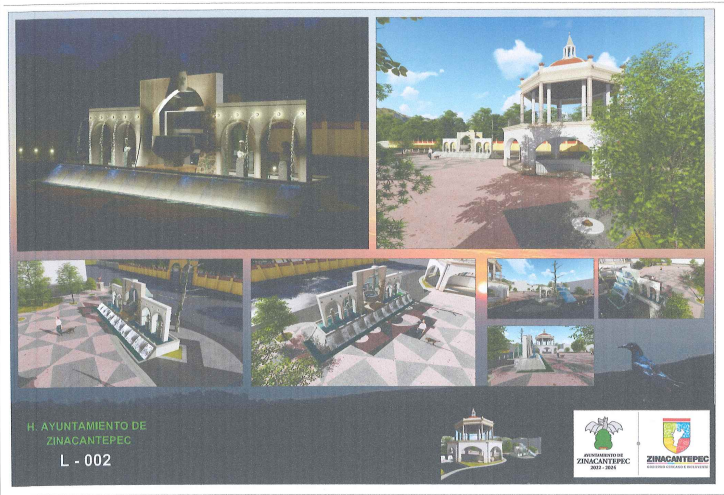 H. AYUNTAMIENTO DE
ZINACANTEPEC
L - 002
AYUNTAMIENTO DE
ZINACANTEPEC
2022 - 2024
ZINACANTEPEC